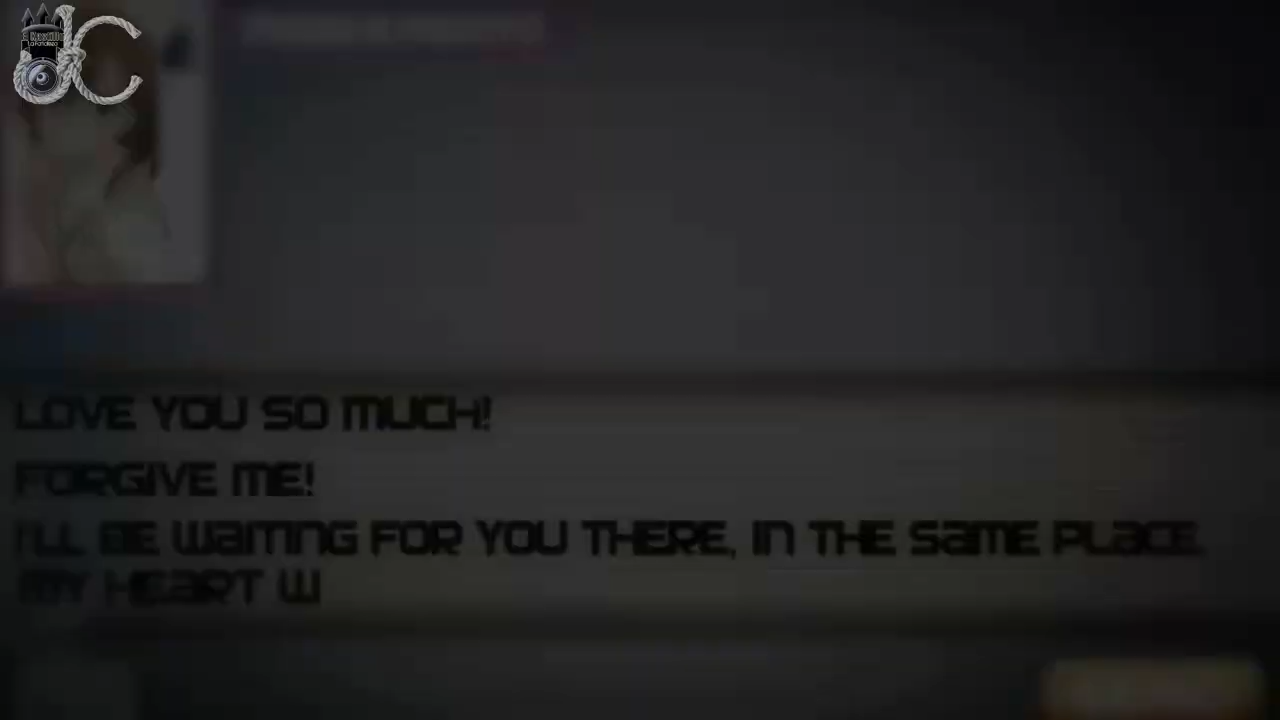 LOVE YOU SO MUCH!
FORGIVE ME!
I'LL BE WAITING FOR YOU THERE, IN THE SAME PLACE.
MY HEART W